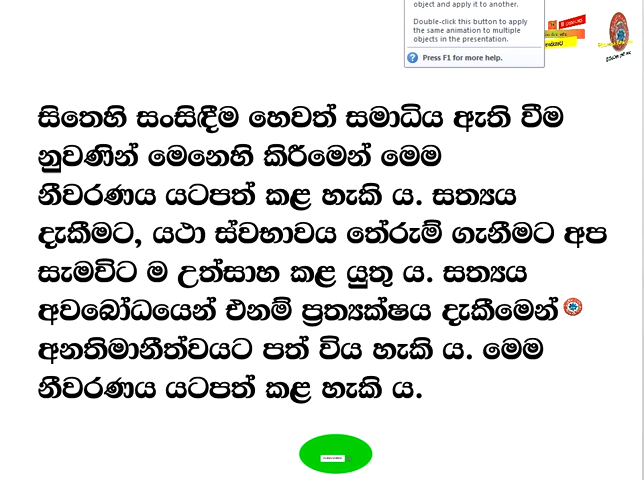 object and apply it to another.
Double-click this button to apply
the same animation to multiple
objects in the presentation.
Press F1 for more help.
සිතෙහි සංසිඳීම හෙවත් සමාධිය ඇති වීම
නුවණින් මෙනෙහි කිරීමෙන් මෙම
නීවරණය යටපත් කළ හැකි ය. සත්‍යය
දැකීමට, යථා ස්වභාවය තේරුම් ගැනීමට අප
සැමවිට ම උත්සාහ කළ යුතු ය. සත්‍යය
අවබෝධයෙන් එනම් ප්‍රත්‍යක්ෂය දැකීමෙන්
අනතිමානීත්වයට පත් විය හැකි ය. මෙම
නීවරණය යටපත් කළ හැකි ය.